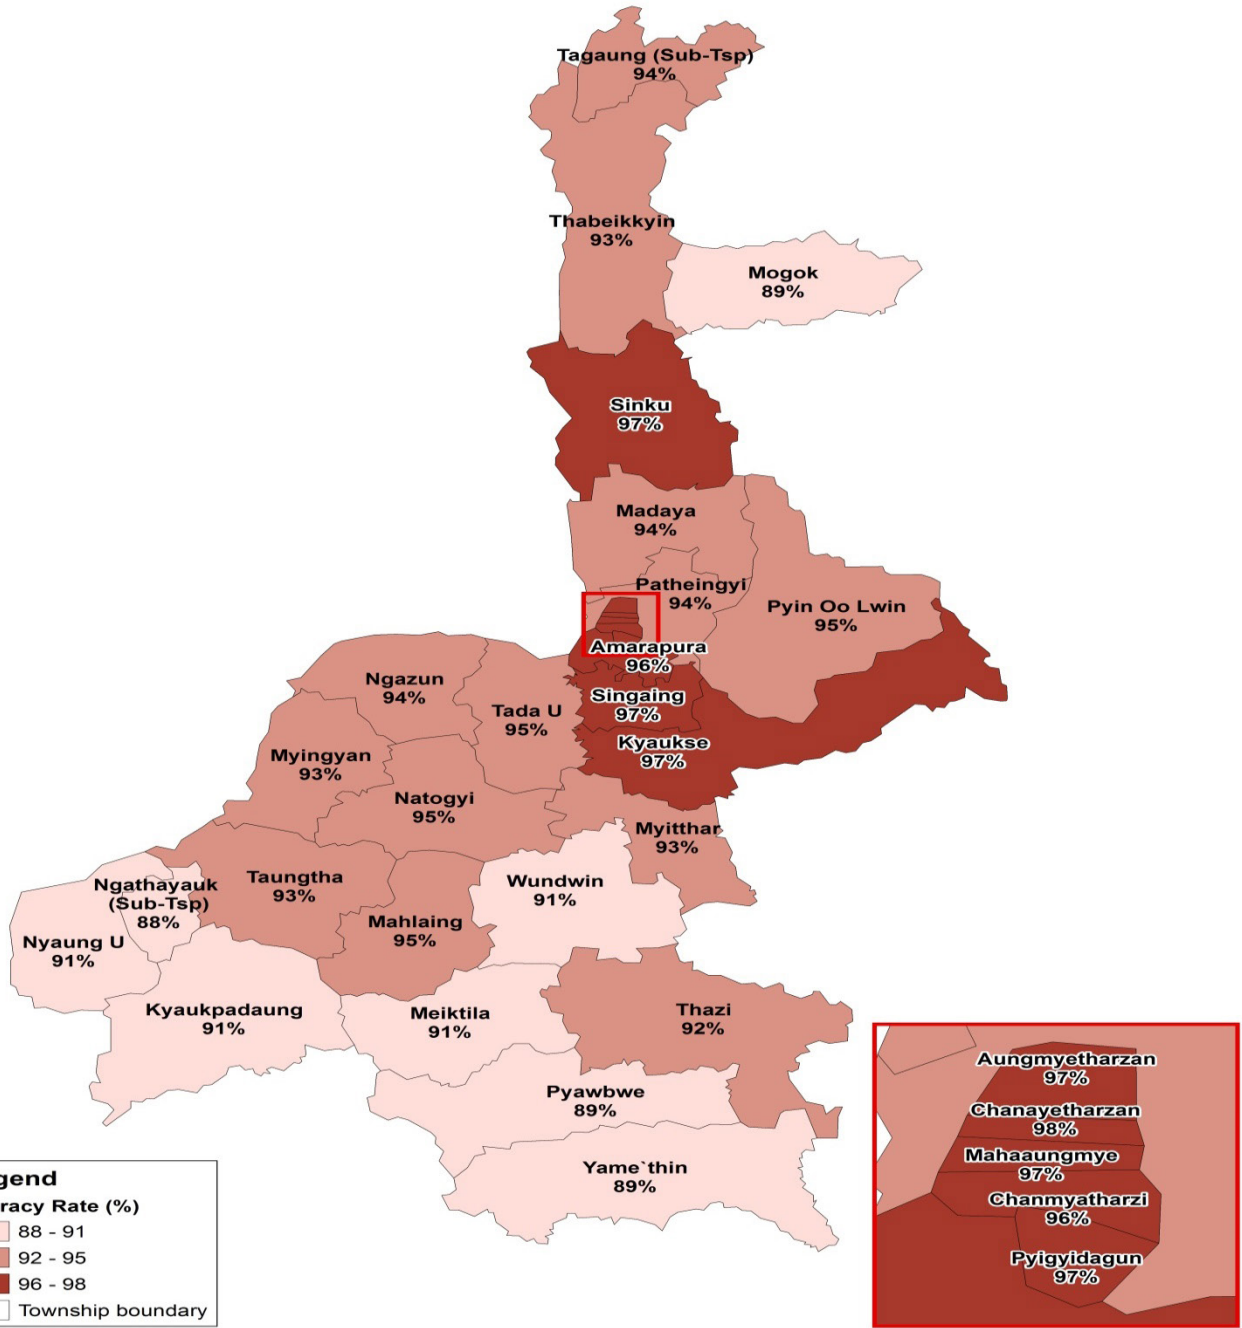 Tagaung (Sub-Tsp)
94%
Thabeikkyin
93%
Mogok
89%
Sinku
97%
Madaya
94%
Patheingyi
94%
Pyin Oo Lwin
95%
Amarapura
96%
Ngazun
94%
Tada U
95%
Singaing
97%
Kyaukse
97%
Myingyan
93%
Natogyi
95%
Myitthar
93%
Taungtha
93%
Ngathayauk
(Sub-Tsp)
88%
Wundwin
91%
Mahlaing
95%
Nyaung U
91%
Kyaukpadaung
91%
Meiktila
91%
Thazi
92%
Pyawbwe
89%
Yame`thin
89%
Aungmyetharzan
97%
Chanayetharzan
98%
Mahaaungmye
97%
Chanmyatharzi
96%
Pyigyidagun
97%
gend
racy Rate (%)
88 - 91
92 - 95
96 - 98
Township boundary